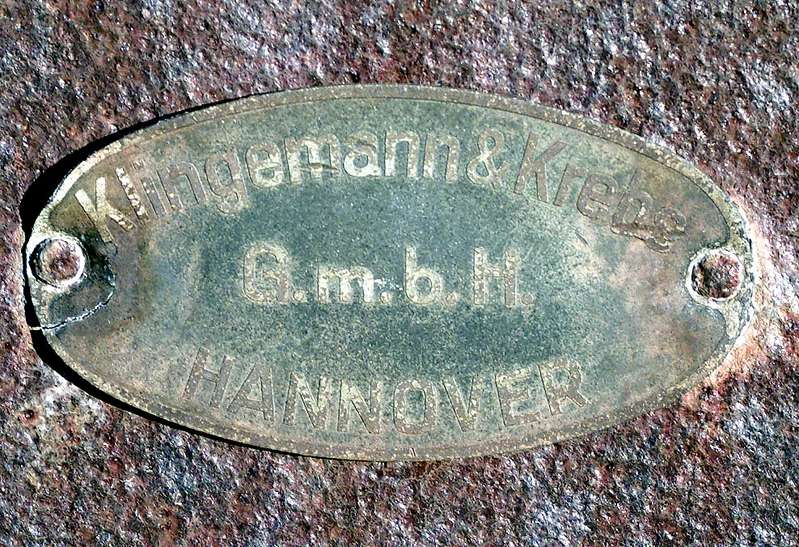 Klingemann & Krebs
G.m.b.H.
HANNOVER